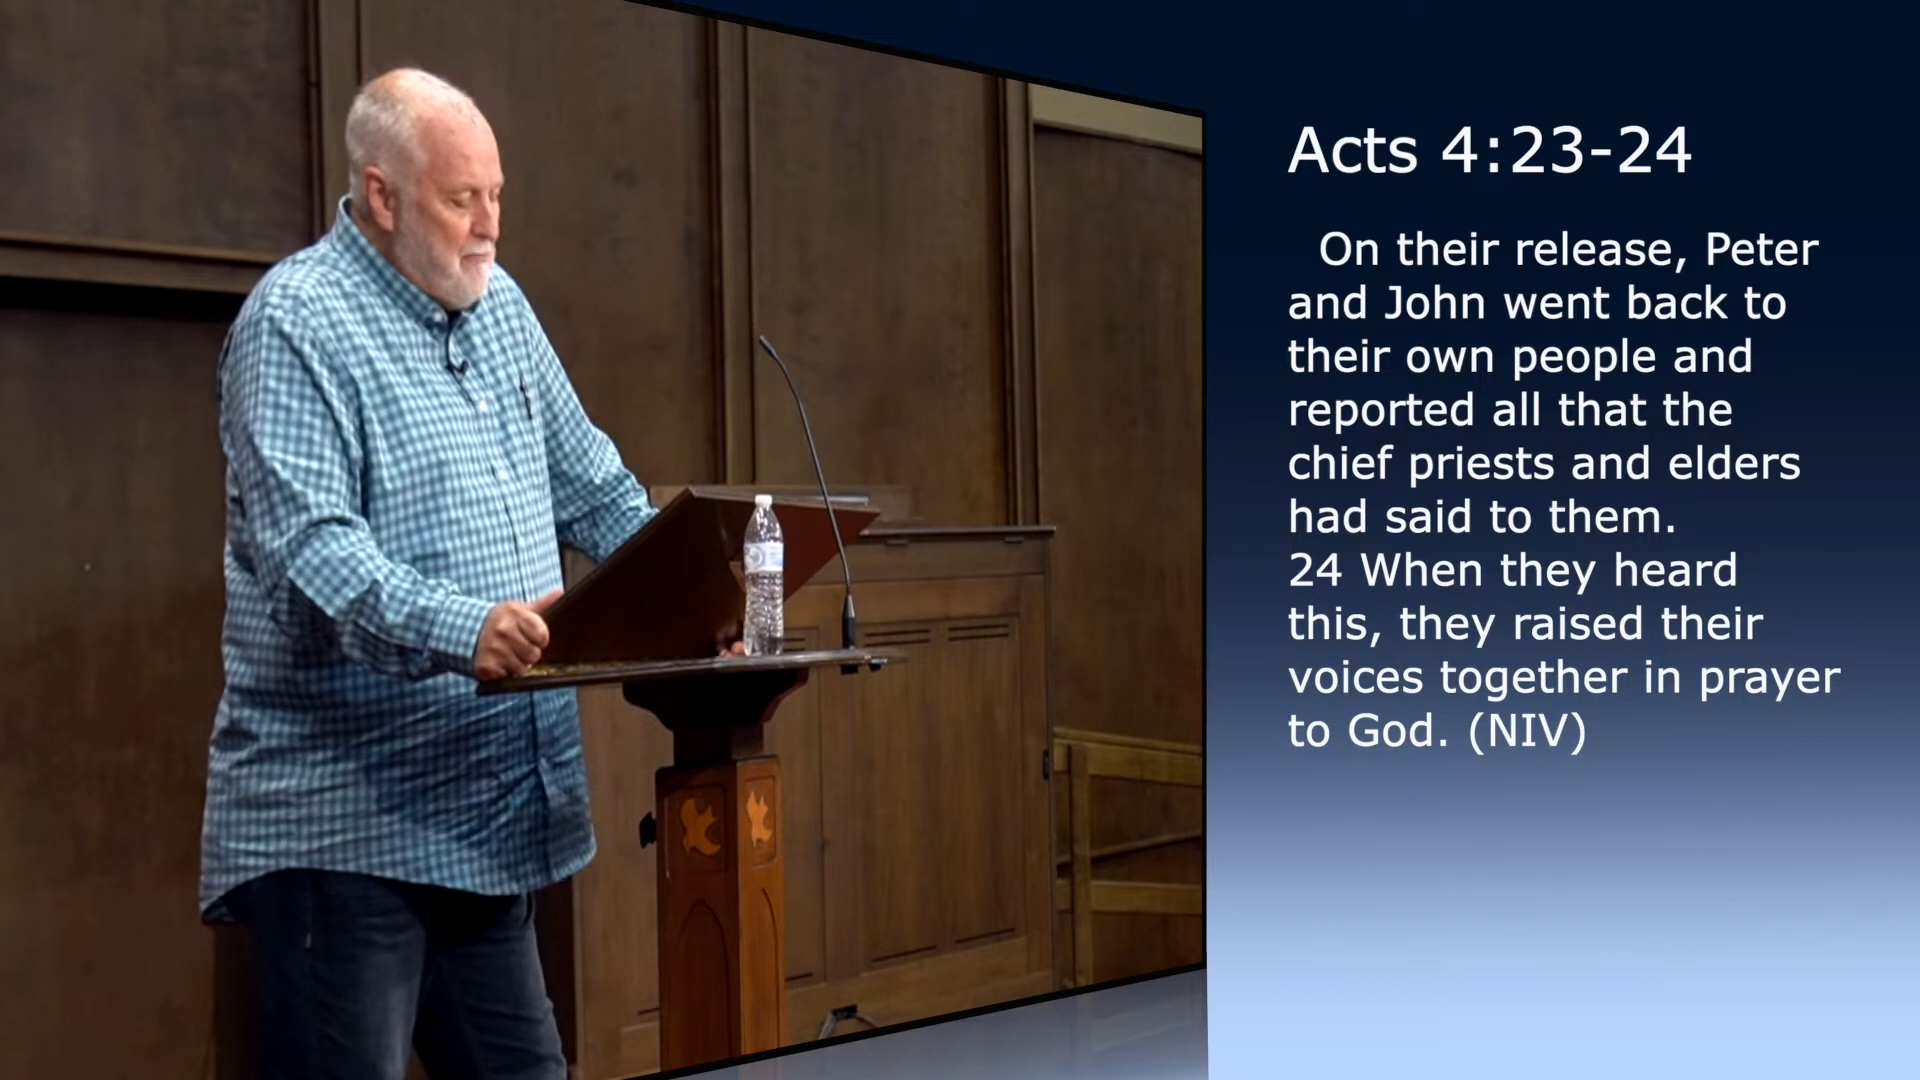 Acts 4:23-24
On their release, Peter
and John went back to
their own people and
reported all that the
chief priests and elders
had said to them.
24 When they heard
this, they raised their
voices together in prayer
to God. (NIV)